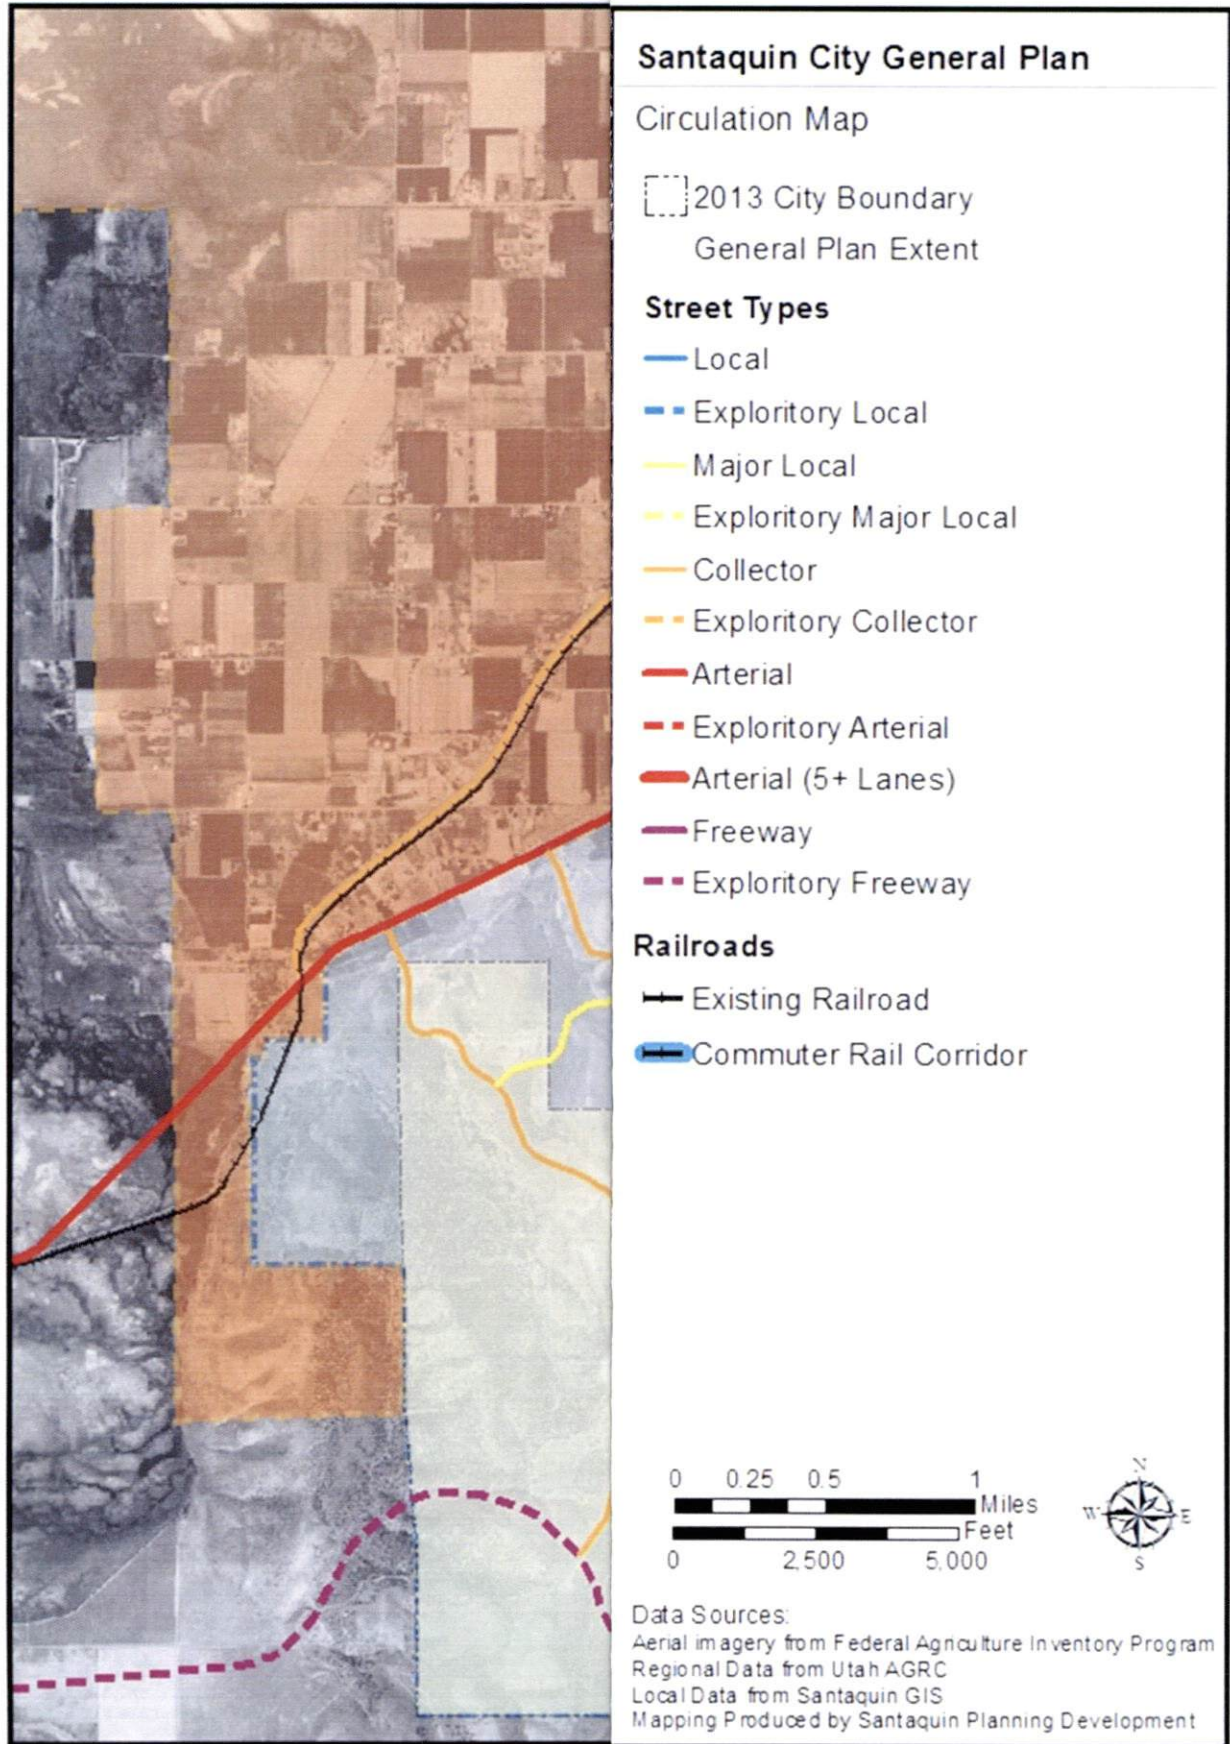 Santaquin City General Plan
Circulation Map
2013 City Boundary
General Plan Extent
Street Types
Local
Exploritory Local
Major Local
Exploritory Major Local
Collector
Exploritory Collector
Arterial
Exploritory Arterial
Arterial (5+ Lanes)
Freeway
Exploritory Freeway
Railroads
Existing Railroad
Commuter Rail Corridor
0 0.25 0.5 1
Miles
Feet
0 2,500 5,000
N
W E
S
Data Sources:
Aerial imagery from Federal Agriculture Inventory Program
Regional Data from Utah AGRC
Local Data from Santaquin GIS
Mapping Produced by Santaquin Planning Development